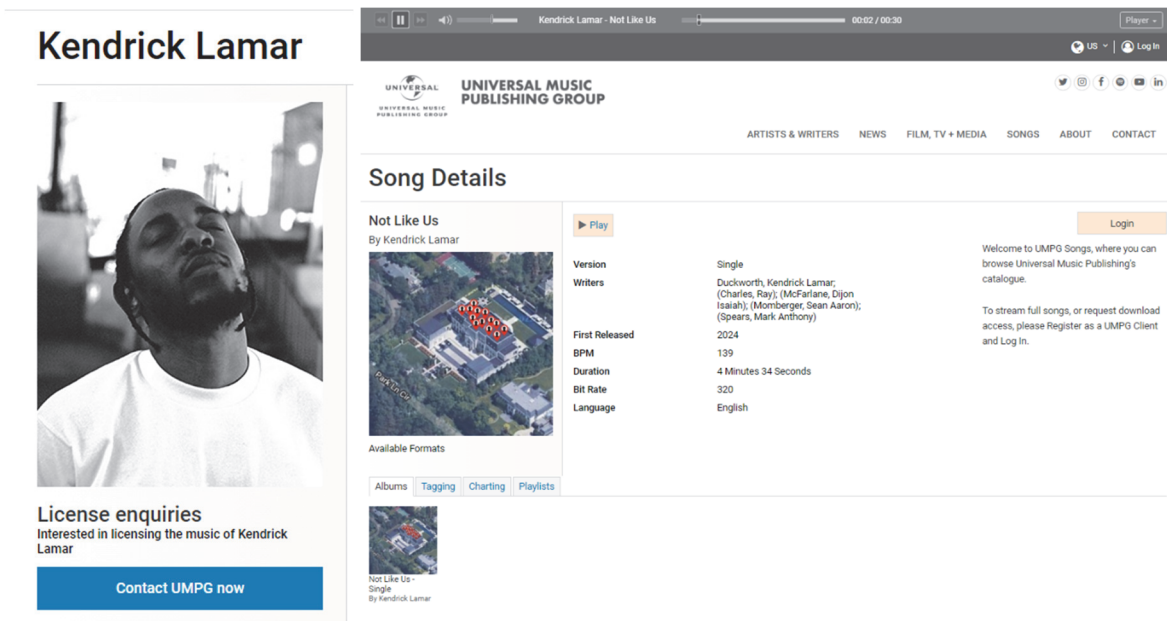 Kendrick Lamar
License enquiries
Interested in licensing the music of Kendrick
Lamar
Contact UMPG now
Kendrick Lamar - Not Like Us
00:02 / 00:30
Player
US
Log In
UNIVERSAL
UNIVERSAL MUSIC
PUBLISHING GROUP
UNIVERSAL MUSIC
PUBLISHING GROUP
ARTISTS & WRITERS NEWS FILM, TV + MEDIA SONGS ABOUT CONTACT
Song Details
Not Like Us
By Kendrick Lamar
Park Ln Cir
Available Formats
Play
Version Single
Writers Duckworth, Kendrick Lamar;
(Charles, Ray); (McFarlane, Dijon
Isaiah); (Momberger, Sean Aaron);
(Spears, Mark Anthony)
First Released 2024
BPM 139
Duration 4 Minutes 34 Seconds
Bit Rate 320
Language English
Login
Welcome to UMPG Songs, where you can
browse Universal Music Publishing's
catalogue.
To stream full songs, or request download
access, please Register as a UMPG Client
and Log In.
Albums Tagging Charting Playlists
Not Like Us -
Single
By Kendrick Lamar